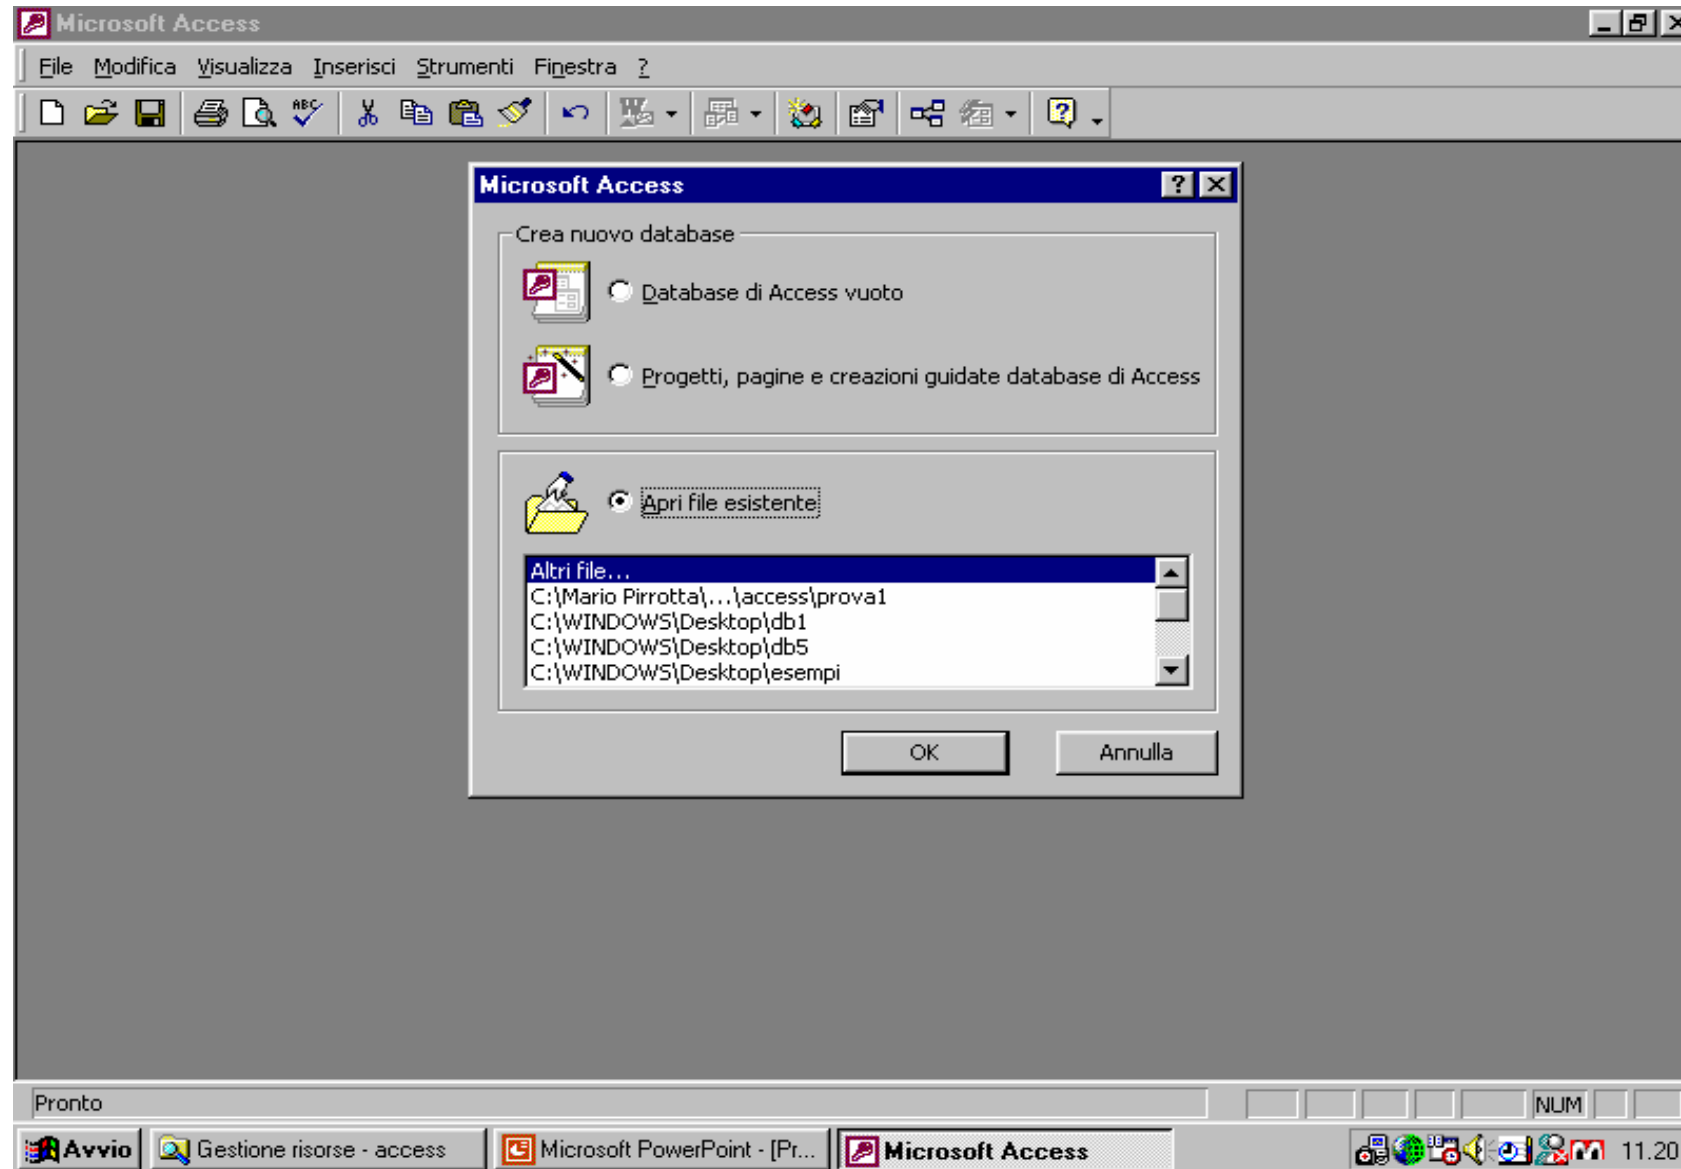 Microsoft Access
File Modifica Visualizza Inserisci Strumenti Finestra ?
ABC
Microsoft Access
Crea nuovo database
Database di Access vuoto
Progetti, pagine e creazioni guidate database di Access
Apri file esistente
Altri file...
C:\Mario Pirrotta\...\access\prova1
C:\WINDOWS\Desktop\db1
C:\WINDOWS\Desktop\db5
C:\WINDOWS\Desktop\esempi
OK Annulla
Pronto NUM
Avvio Gestione risorse - access Microsoft PowerPoint - [Pr... Microsoft Access 11.20